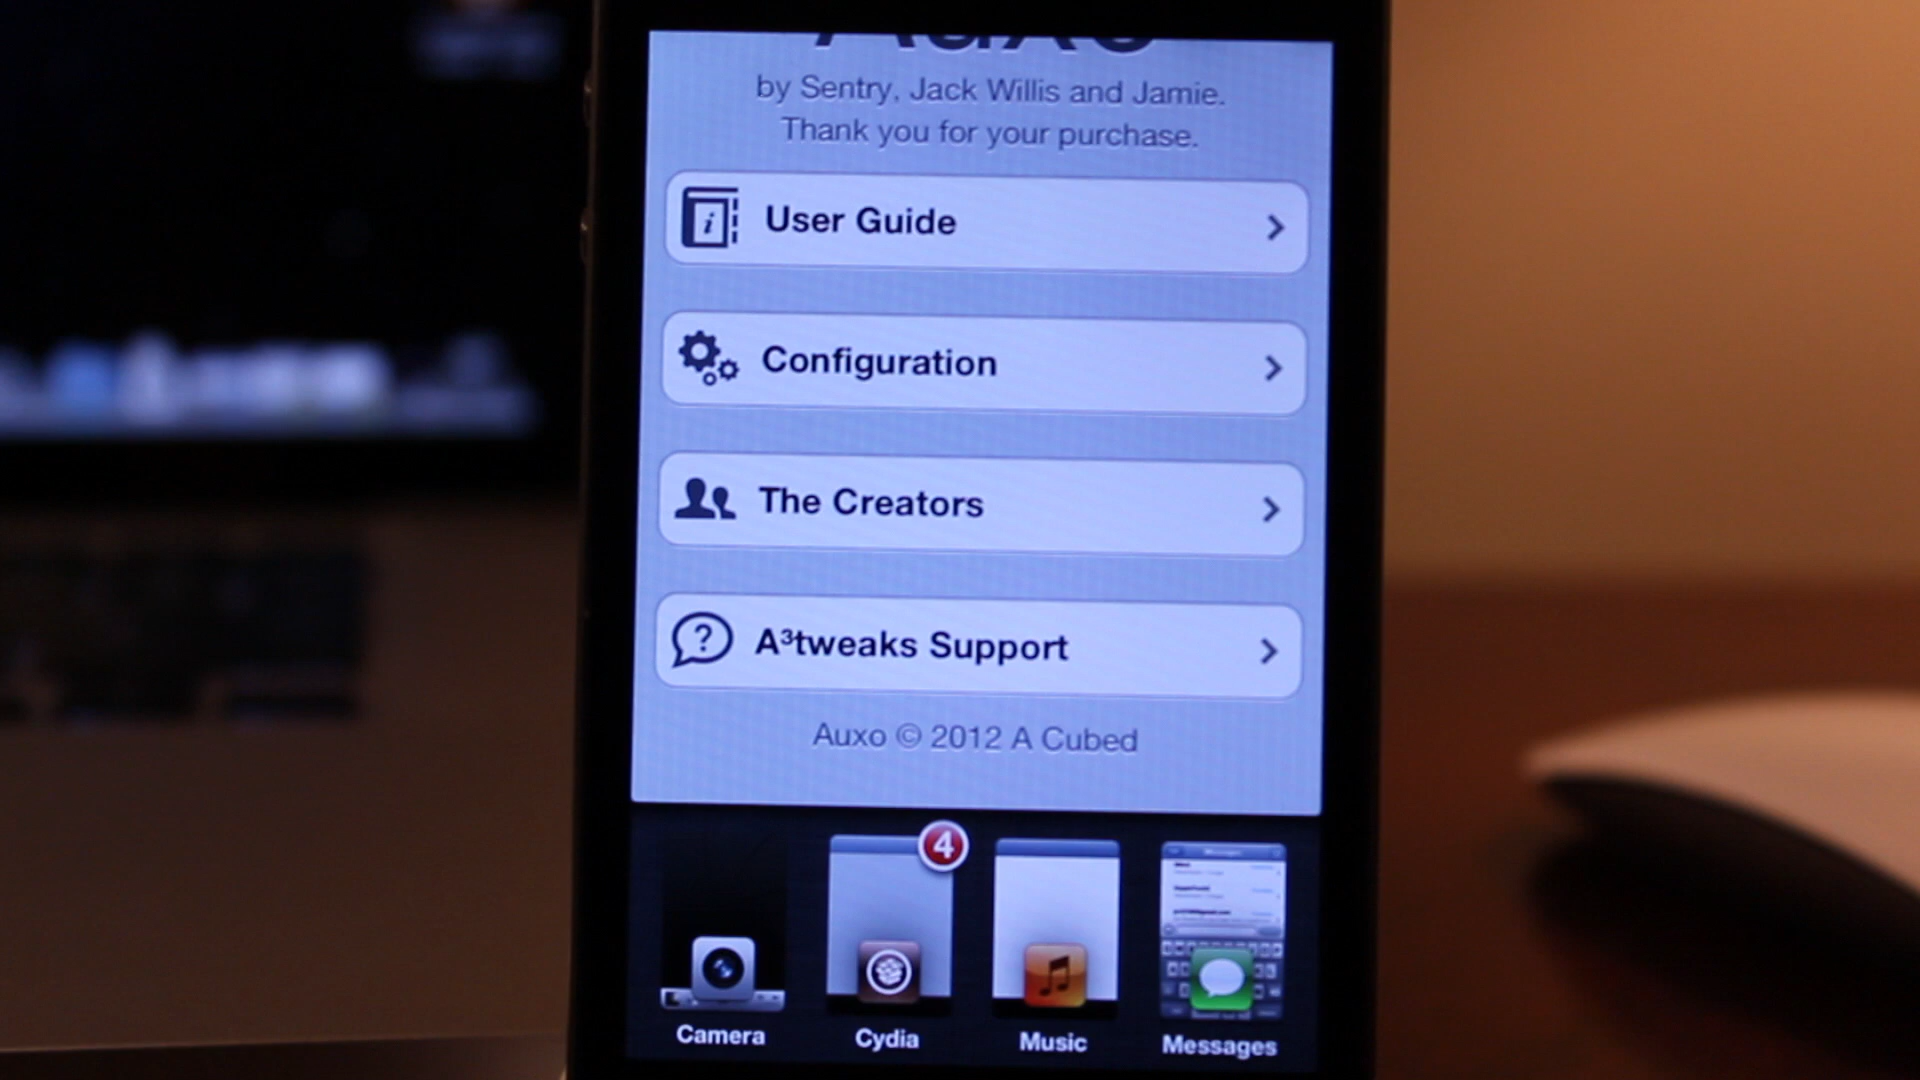 Auxo
by Sentry, Jack Willis and Jamie.
Thank you for your purchase.
User Guide
Configuration
The Creators
A³tweaks Support
Auxo © 2012 A Cubed
4
Camera
Cydia
Music
Messages